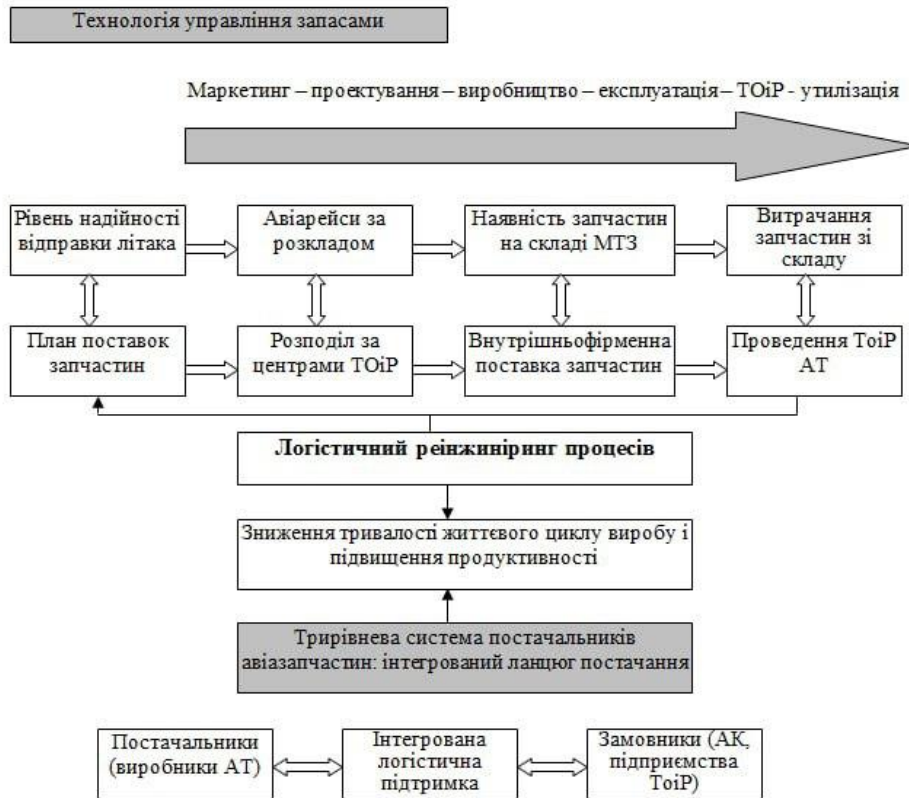 Технологія управління запасами
Маркетинг – проектування – виробництво – експлуатація– ТОіР - утилізація
Рівень надійності
відправки літака
Авіарейси за
розкладом
Наявність запчастин
на складі МТЗ
Витрачання
запчастин зі
складу
План поставок
запчастин
Розподіл за
центрами ТОіР
Внутрішньофірменна
поставка запчастин
Проведення ТоіР
АТ
Логістичний реінжиніринг процесів
Зниження тривалості життєвого циклу виробу і
підвищення продуктивності
Трирівнева система постачальників
авіазапчастин: інтегрований ланцюг постачання
Постачальники
(виробники АТ)
Інтегрована
логістична
підтримка
Замовники (АК,
підприємства
ТоіР)